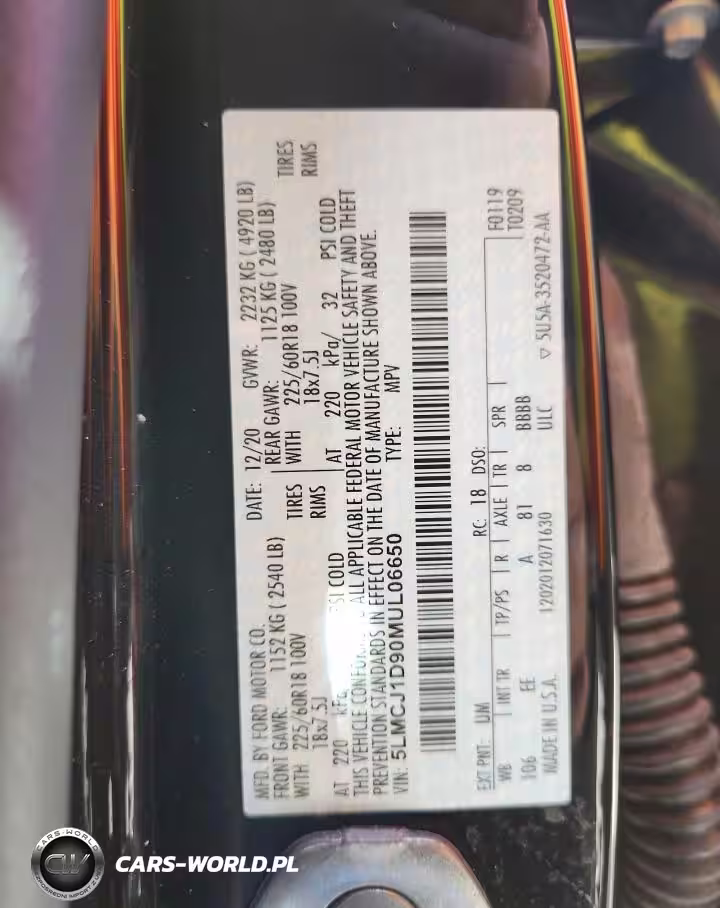 MFD. BY FORD MOTOR CO.
DATE: 12/20 GVWR: 2232 KG ( 4920 LB)
FRONT GAWR: 1152 KG ( 2540 LB)
REAR GAWR: 1125 KG ( 2480 LB)
WITH 225/60R18 100V TIRES
WITH 225/60R18 100V TIRES
18x7.5J RIMS
18x7.5J RIMS
AT 220 PSI COLD
AT 220 kPa/ 32 PSI COLD
THIS VEHICLE ALL APPLICABLE FEDERAL MOTOR VEHICLE SAFETY AND THEFT
PREVENTION STANDARDS IN EFFECT ON THE DATE OF MANUFACTURE SHOWN ABOVE.
VIN: 5LMCJ1D90MUL06650 TYPE: MPV
EXT PNT: UM RC: 18 DSO:
WB INT TR TP/PS R AXLE TR SPR
F0119
T0209
106 EE A 81 8 BBBB
MADE IN U.S.A. 1202012071630 ULC
▽ 5U5A-3520472-AA
CARS-WORLD
CW
CARS-WORLD.PL